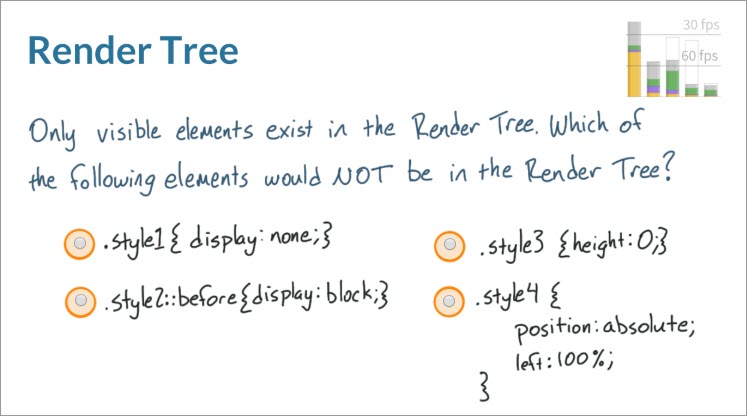 Render Tree
30 fps
60 fps
Only visible elements exist in the Render Tree. Which of
the following elements would NOT be in the Render Tree?
.style1 { display: none; }
.style2::before {display: block;}
.style3 {height: 0;}
.style4 {
position: absolute;
left: 100%;
}